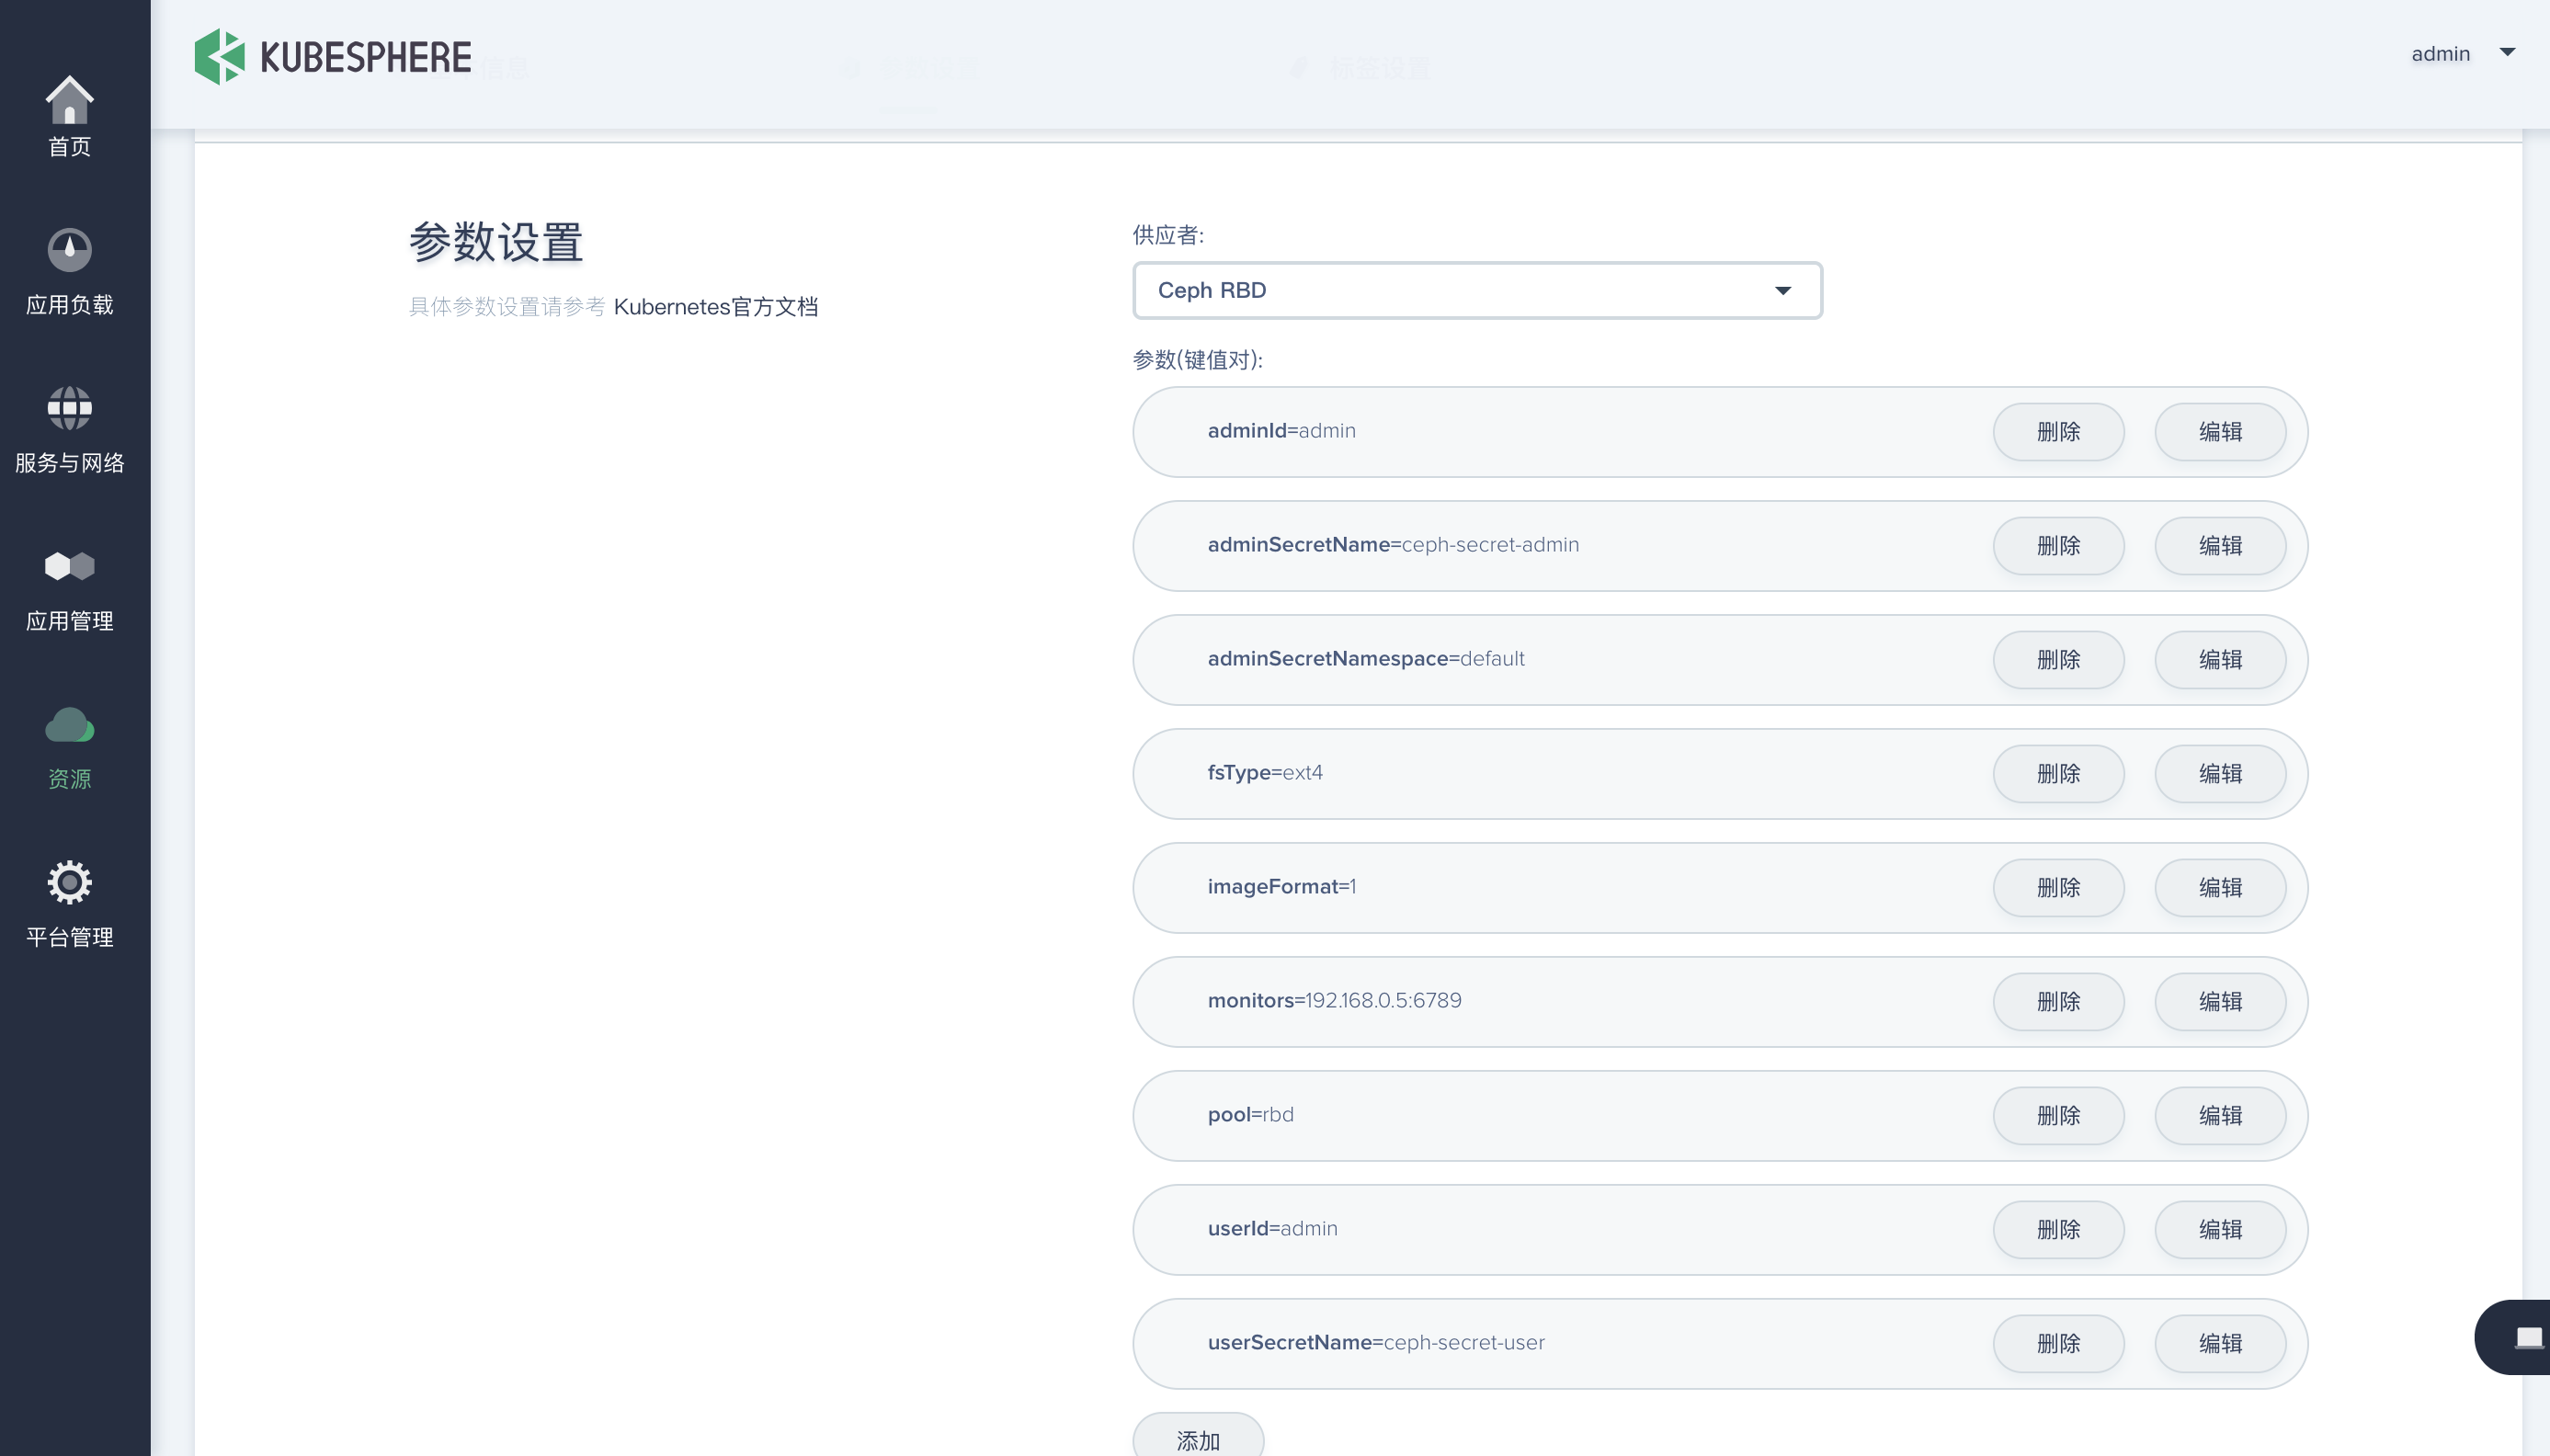 KUBESPHERE
信息
标签设置
admin
首页
应用负载
服务与网络
应用管理
资源
平台管理
参数设置
具体参数设置请参考 Kubernetes官方文档
供应者:
Ceph RBD
参数(键值对):
adminId=admin 删除 编辑
adminSecretName=ceph-secret-admin 删除 编辑
adminSecretNamespace=default 删除 编辑
fsType=ext4 删除 编辑
imageFormat=1 删除 编辑
monitors=192.168.0.5:6789 删除 编辑
pool=rbd 删除 编辑
userId=admin 删除 编辑
userSecretName=ceph-secret-user 删除 编辑
添加